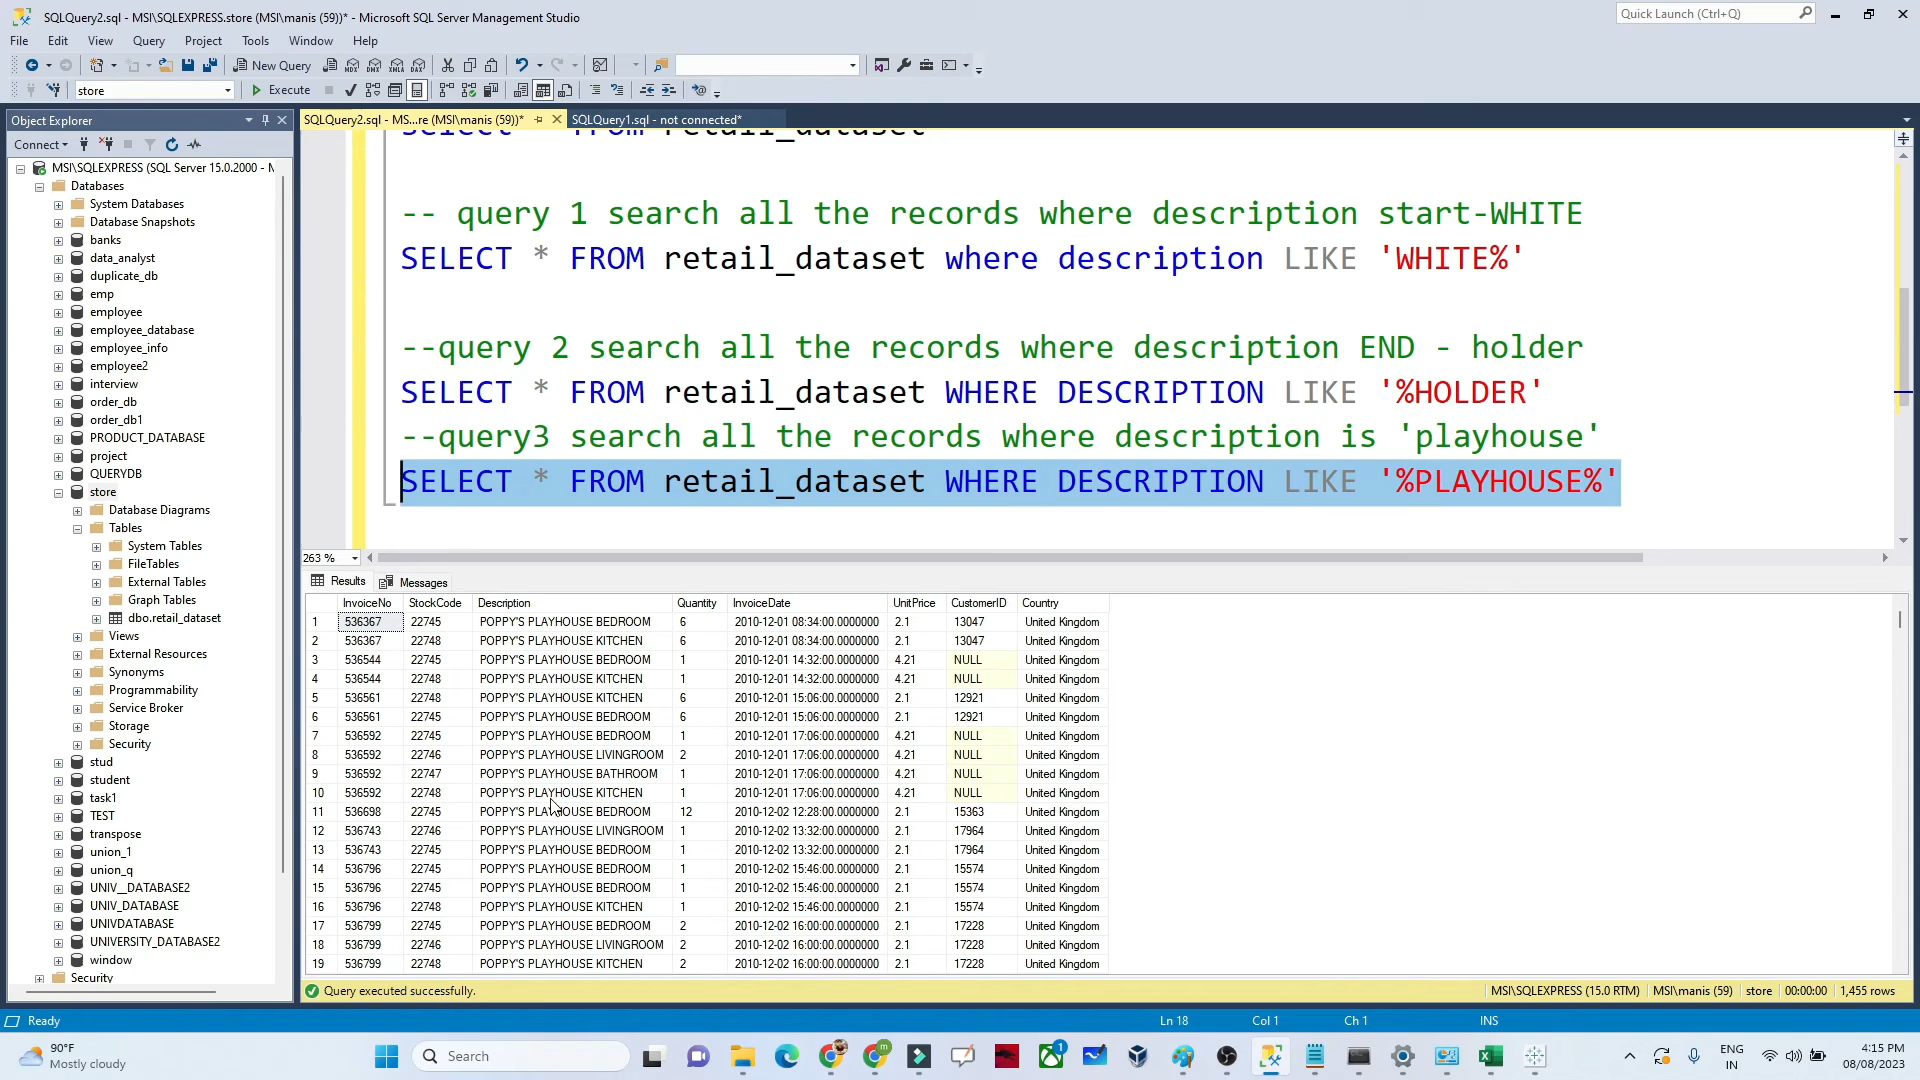 SQLQuery2.sql - MSI\SQLEXPRESS.store (MSI\manis (59))* - Microsoft SQL Server Management Studio
Quick Launch (Ctrl+Q)
File Edit View Query Project Tools Window Help
New Query
store
Execute
Object Explorer
SQLQuery2.sql - MS...re (MSI\manis (59))*
SQLQuery1.sql - not connected*
Connect
MSI\SQLEXPRESS (SQL Server 15.0.2000 - M
Databases
System Databases
Database Snapshots
banks
data_analyst
duplicate_db
emp
employee
employee_database
employee_info
employee2
interview
order_db
order_db1
PRODUCT_DATABASE
project
QUERYDB
store
Database Diagrams
Tables
System Tables
FileTables
External Tables
Graph Tables
dbo.retail_dataset
Views
External Resources
Synonyms
Programmability
Service Broker
Storage
Security
stud
student
task1
TEST
transpose
union_1
union_q
UNIV__DATABASE2
UNIV_DATABASE
UNIVDATABASE
UNIVERSITY_DATABASE2
window
Security
Select * from retail_dataset
-- query 1 search all the records where description start-WHITE
SELECT * FROM retail_dataset where description LIKE 'WHITE%'
--query 2 search all the records where description END - holder
SELECT * FROM retail_dataset WHERE DESCRIPTION LIKE '%HOLDER'
--query3 search all the records where description is 'playhouse'
SELECT * FROM retail_dataset WHERE DESCRIPTION LIKE '%PLAYHOUSE%'
263 %
Results Messages
InvoiceNo StockCode Description Quantity InvoiceDate UnitPrice CustomerID Country
1 536367 22745 POPPY'S PLAYHOUSE BEDROOM 6 2010-12-01 08:34:00.0000000 2.1 13047 United Kingdom
2 536367 22748 POPPY'S PLAYHOUSE KITCHEN 6 2010-12-01 08:34:00.0000000 2.1 13047 United Kingdom
3 536544 22745 POPPY'S PLAYHOUSE BEDROOM 1 2010-12-01 14:32:00.0000000 4.21 NULL United Kingdom
4 536544 22748 POPPY'S PLAYHOUSE KITCHEN 1 2010-12-01 14:32:00.0000000 4.21 NULL United Kingdom
5 536561 22748 POPPY'S PLAYHOUSE KITCHEN 6 2010-12-01 15:06:00.0000000 2.1 12921 United Kingdom
6 536561 22745 POPPY'S PLAYHOUSE BEDROOM 6 2010-12-01 15:06:00.0000000 2.1 12921 United Kingdom
7 536592 22745 POPPY'S PLAYHOUSE BEDROOM 1 2010-12-01 17:06:00.0000000 4.21 NULL United Kingdom
8 536592 22746 POPPY'S PLAYHOUSE LIVINGROOM 2 2010-12-01 17:06:00.0000000 4.21 NULL United Kingdom
9 536592 22747 POPPY'S PLAYHOUSE BATHROOM 1 2010-12-01 17:06:00.0000000 4.21 NULL United Kingdom
10 536592 22748 POPPY'S PLAYHOUSE KITCHEN 1 2010-12-01 17:06:00.0000000 4.21 NULL United Kingdom
11 536698 22745 POPPY'S PLAYHOUSE BEDROOM 12 2010-12-02 12:28:00.0000000 2.1 15363 United Kingdom
12 536743 22746 POPPY'S PLAYHOUSE LIVINGROOM 1 2010-12-02 13:32:00.0000000 2.1 17964 United Kingdom
13 536743 22745 POPPY'S PLAYHOUSE BEDROOM 1 2010-12-02 13:32:00.0000000 2.1 17964 United Kingdom
14 536796 22745 POPPY'S PLAYHOUSE BEDROOM 1 2010-12-02 15:46:00.0000000 2.1 15574 United Kingdom
15 536796 22745 POPPY'S PLAYHOUSE BEDROOM 1 2010-12-02 15:46:00.0000000 2.1 15574 United Kingdom
16 536796 22748 POPPY'S PLAYHOUSE KITCHEN 1 2010-12-02 15:46:00.0000000 2.1 15574 United Kingdom
17 536799 22745 POPPY'S PLAYHOUSE BEDROOM 2 2010-12-02 16:00:00.0000000 2.1 17228 United Kingdom
18 536799 22746 POPPY'S PLAYHOUSE LIVINGROOM 2 2010-12-02 16:00:00.0000000 2.1 17228 United Kingdom
19 536799 22748 POPPY'S PLAYHOUSE KITCHEN 2 2010-12-02 16:00:00.0000000 2.1 17228 United Kingdom
Query executed successfully.
MSI\SQLEXPRESS (15.0 RTM) MSI\manis (59) store 00:00:00 1,455 rows
Ready
Ln 18 Col 1 Ch 1 INS
90°F
Mostly cloudy
Search
1
ENG
IN
4:15 PM
08/08/2023